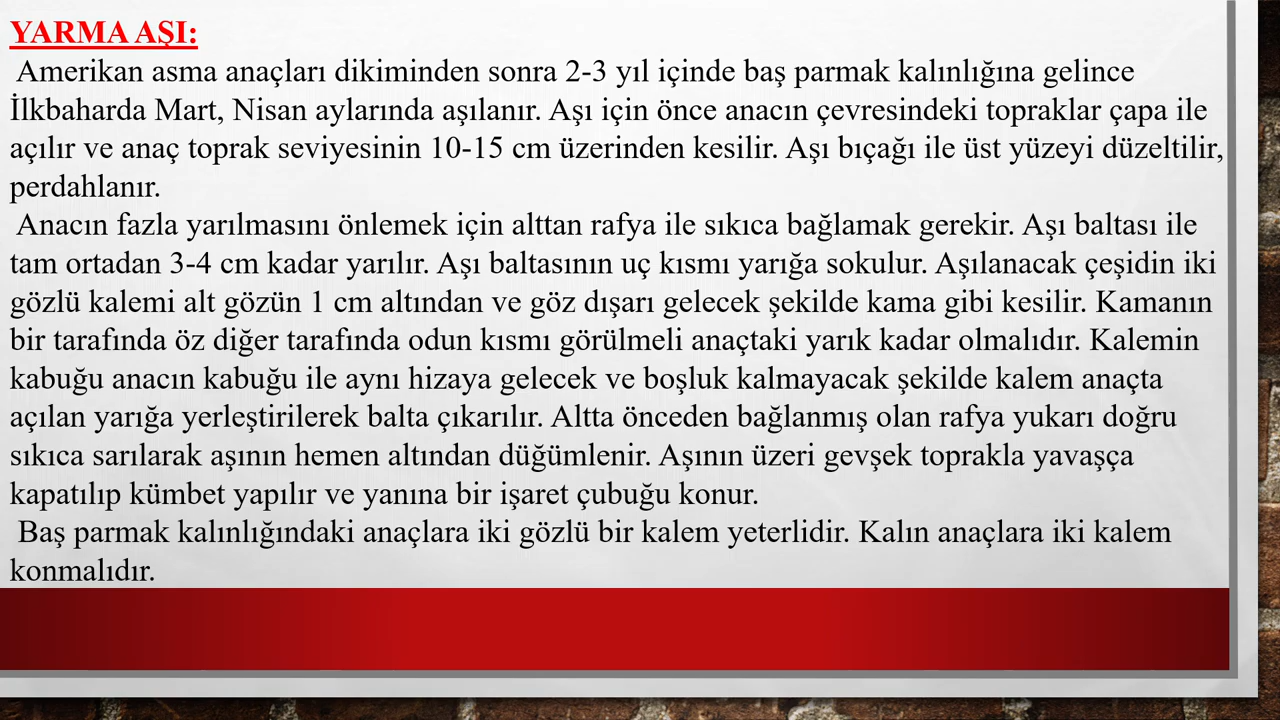 YARMA AŞI:
Amerikan asma anaçları dikiminden sonra 2-3 yıl içinde baş parmak kalınlığına gelince
İlkbaharda Mart, Nisan aylarında aşılanır. Aşı için önce anacın çevresindeki topraklar çapa ile
açılır ve anaç toprak seviyesinin 10-15 cm üzerinden kesilir. Aşı bıçağı ile üst yüzeyi düzeltilir,
perdahlanır.
Anacın fazla yarılmasını önlemek için alttan rafya ile sıkıca bağlamak gerekir. Aşı baltası ile
tam ortadan 3-4 cm kadar yarılır. Aşı baltasının uç kısmı yarığa sokulur. Aşılanacak çeşidin iki
gözlü kalemi alt gözün 1 cm altından ve göz dışarı gelecek şekilde kama gibi kesilir. Kamanın
bir tarafında öz diğer tarafında odun kısmı görülmeli anaçtaki yarık kadar olmalıdır. Kalemin
kabuğu anacın kabuğu ile aynı hizaya gelecek ve boşluk kalmayacak şekilde kalem anaçta
açılan yarığa yerleştirilerek balta çıkarılır. Altta önceden bağlanmış olan rafya yukarı doğru
sıkıca sarılarak aşının hemen altından düğümlenir. Aşının üzeri gevşek toprakla yavaşça
kapatılıp kümbet yapılır ve yanına bir işaret çubuğu konur.
Baş parmak kalınlığındaki anaçlara iki gözlü bir kalem yeterlidir. Kalın anaçlara iki kalem
konmalıdır.